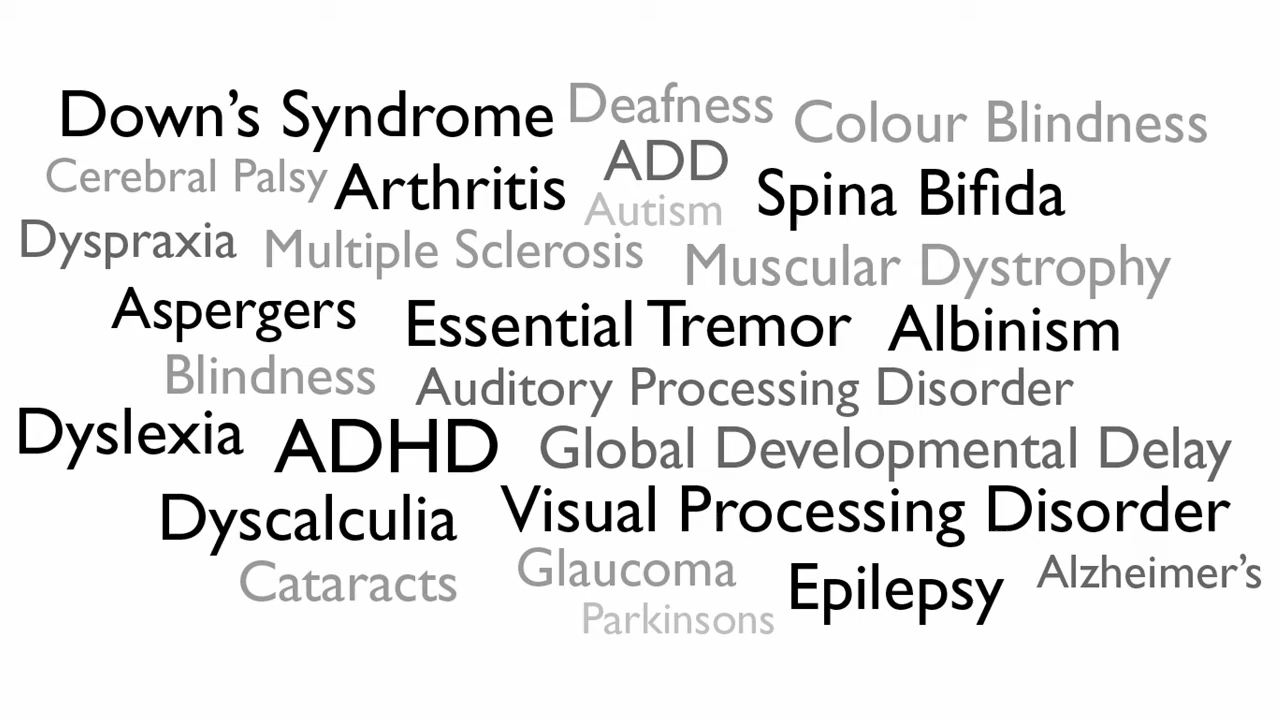 Down's Syndrome Deafness Colour Blindness
Cerebral Palsy Arthritis ADD Spina Bifida
Autism
Dyspraxia Multiple Sclerosis Muscular Dystrophy
Aspergers Essential Tremor Albinism
Blindness Auditory Processing Disorder
Dyslexia ADHD Global Developmental Delay
Dyscalculia Visual Processing Disorder
Cataracts Glaucoma Epilepsy Alzheimer's
Parkinsons